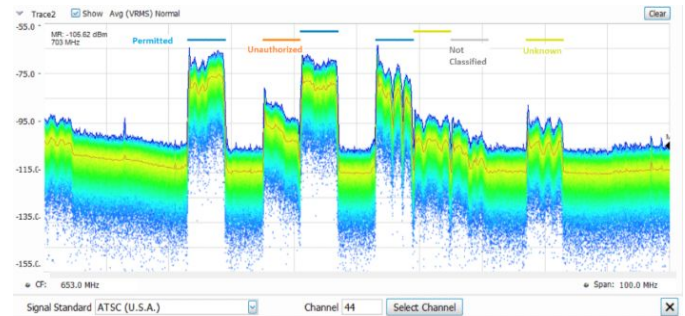 Trace2 Show Avg (VRMS) Normal Clear
-55.0
MR: -106.62 dBm
703 MHz
Permitted Unauthorized Not Classified Unknown
-75.0
-95.0
-115.0
-135.0
-155.0
CF: 653.0 MHz Span: 100.0 MHz
Signal Standard ATSC (U.S.A.) Channel 44 Select Channel